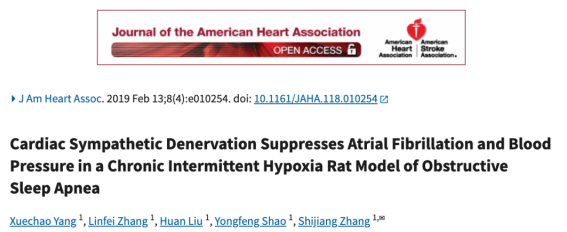 Journal of the American Heart Association
OPEN ACCESS
American Heart Association
American Stroke Association.
J Am Heart Assoc. 2019 Feb 13;8(4):e010254. doi: 10.1161/JAHA.118.010254
Cardiac Sympathetic Denervation Suppresses Atrial Fibrillation and Blood
Pressure in a Chronic Intermittent Hypoxia Rat Model of Obstructive
Sleep Apnea
Xuechao Yang 1, Linfei Zhang 1, Huan Liu 1, Yongfeng Shao 1, Shijiang Zhang 1,✉